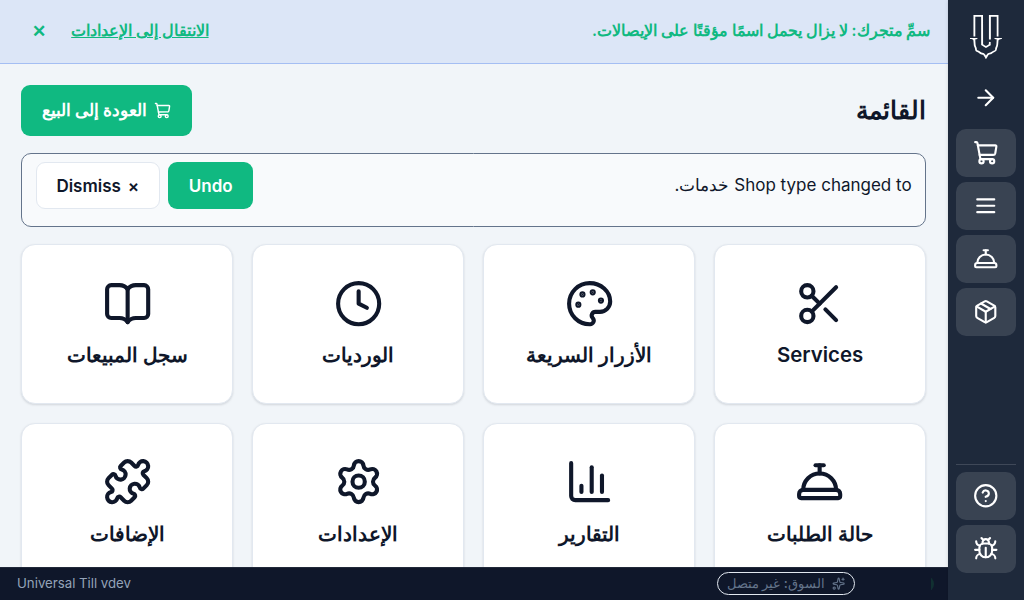 سمِّ متجرك: لا يزال يحمل اسمًا مؤقتًا على الإيصالات.
الانتقال إلى الإعدادات
القائمة
العودة إلى البيع
Shop type changed to خدمات.
Undo
Dismiss ×
Services
الأزرار السريعة
الورديات
سجل المبيعات
حالة الطلبات
التقارير
الإعدادات
الإضافات
السوق: غير متصل
Universal Till vdev